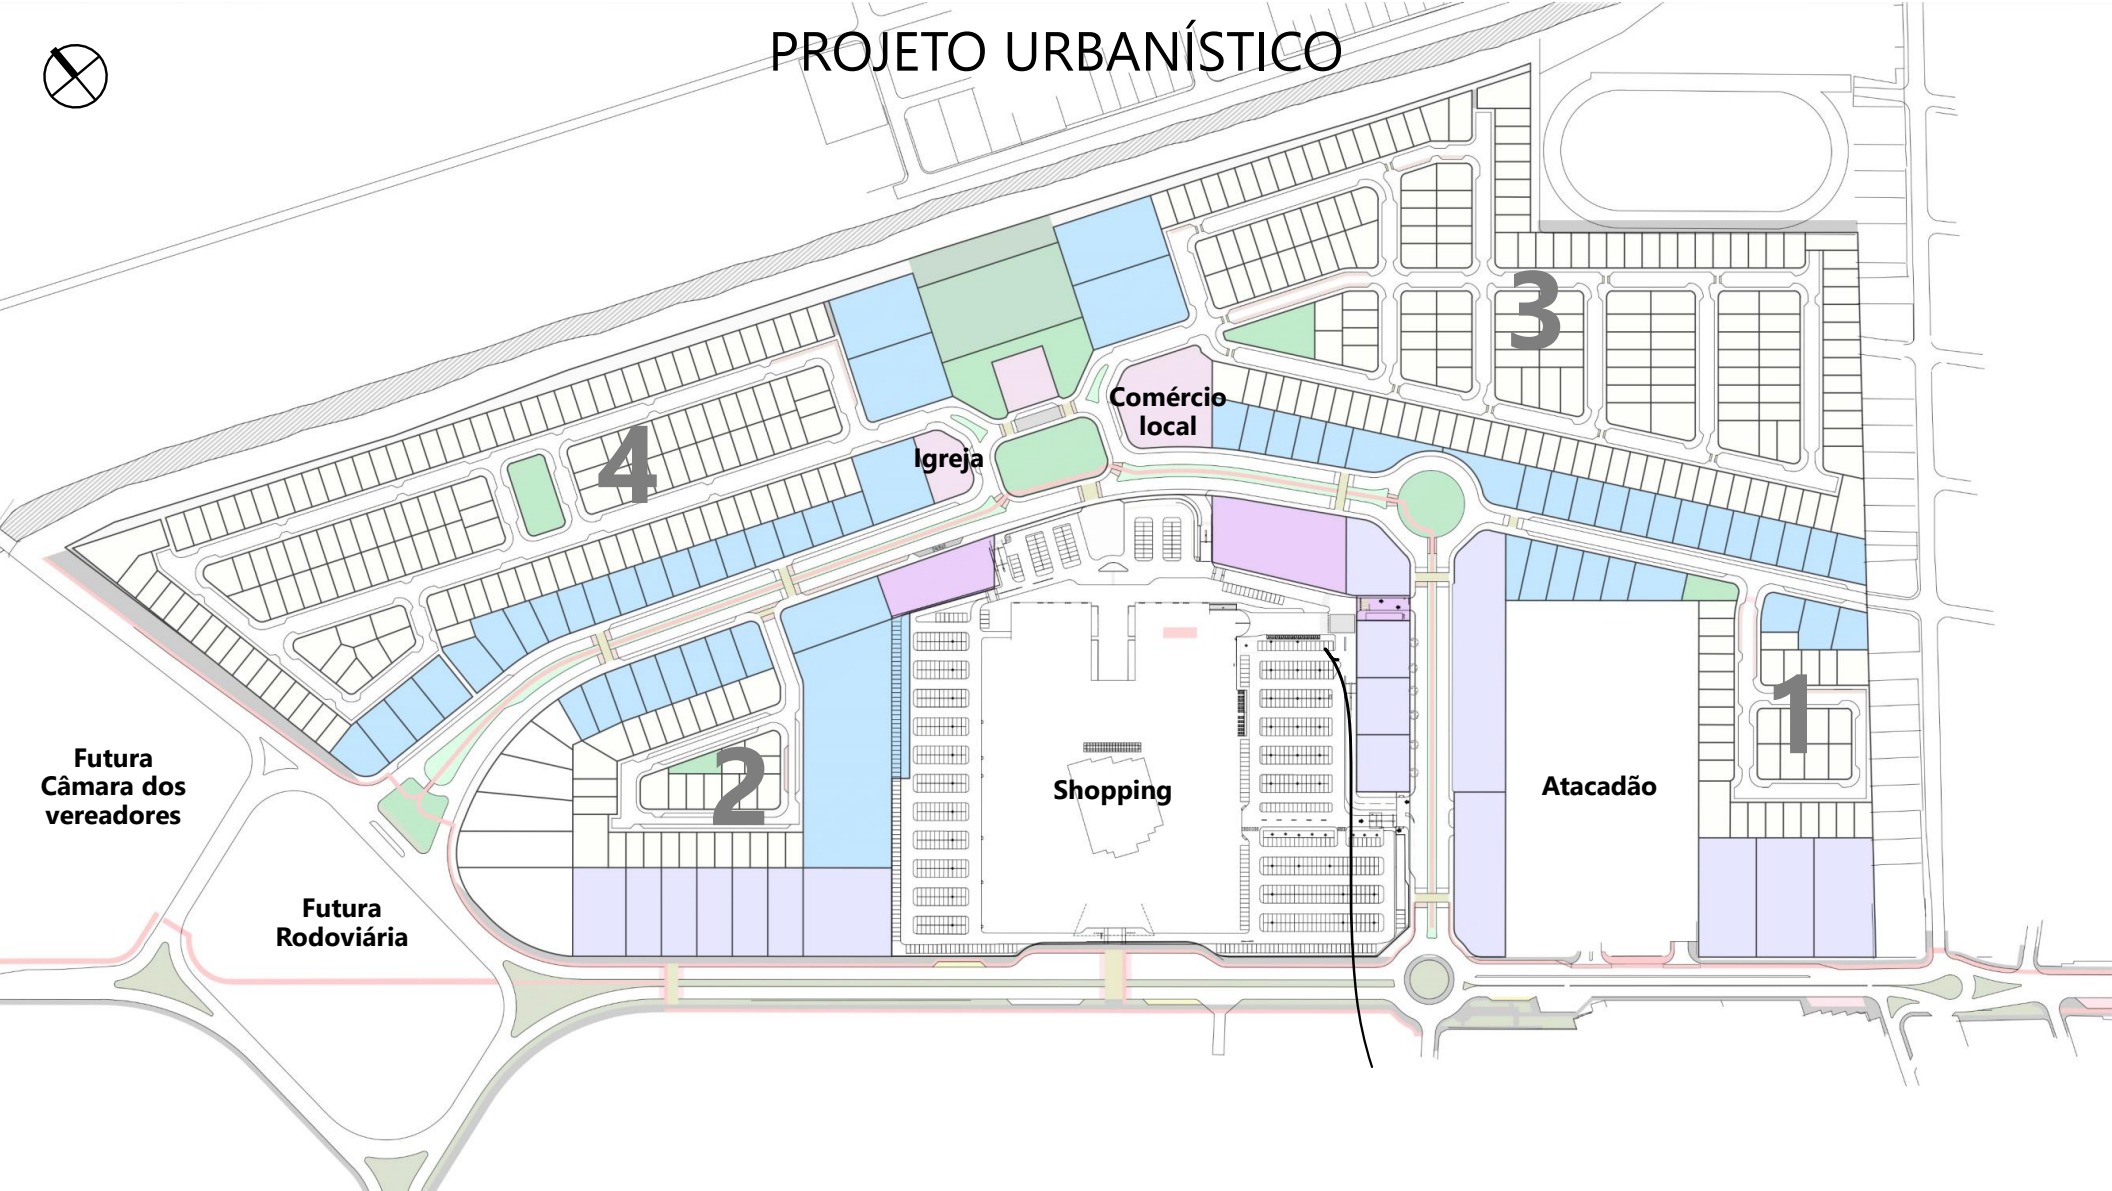 PROJETO URBANÍSTICO
3
Comércio
local
4
Igreja
1
2
Futura
Câmara dos
vereadores
Shopping
Atacadão
Futura
Rodoviária